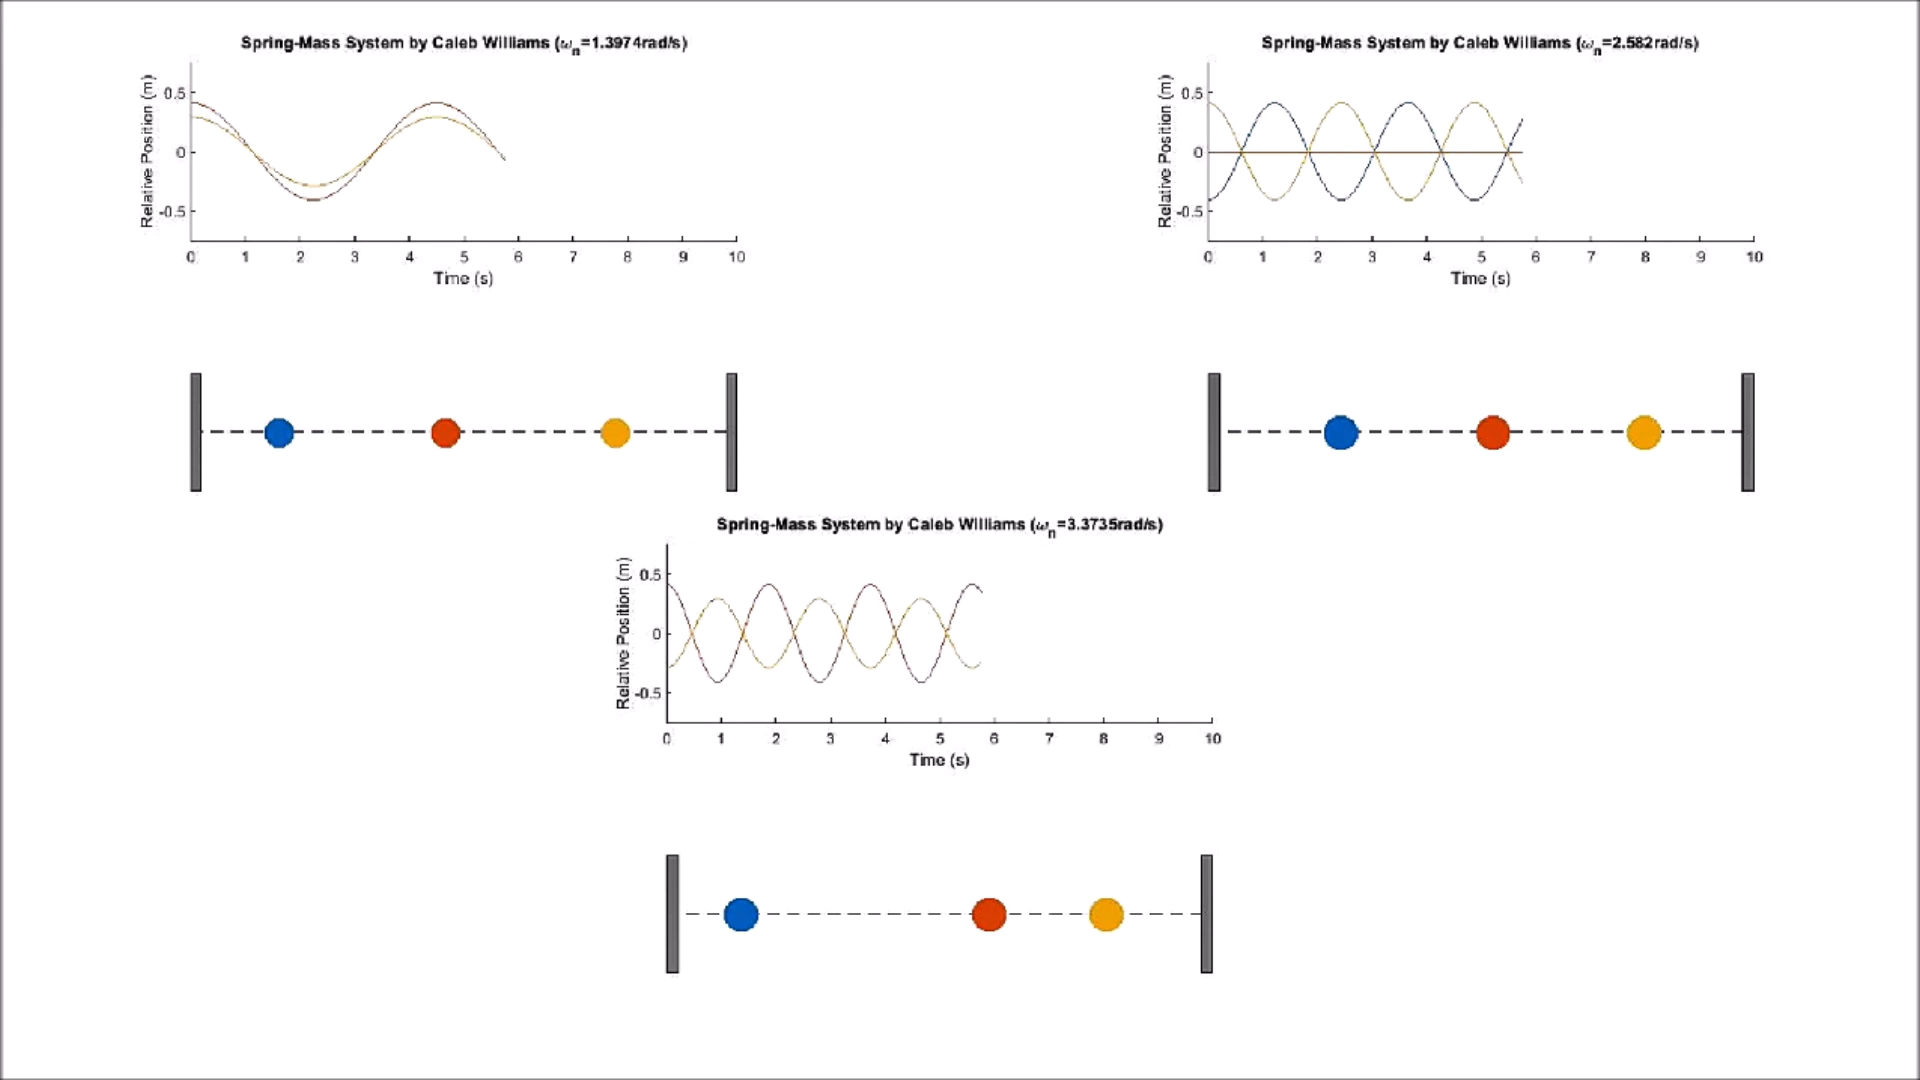 Spring-Mass System by Caleb Williams (ωn=1.3974rad/s)
Relative Position (m)
0.5
0
-0.5
0 1 2 3 4 5 6 7 8 9 10
Time (s)
Spring-Mass System by Caleb Williams (ωn=2.582rad/s)
Relative Position (m)
0.5
0
-0.5
0 1 2 3 4 5 6 7 8 9 10
Time (s)
Spring-Mass System by Caleb Williams (ωn=3.3735rad/s)
Relative Position (m)
0.5
0
-0.5
0 1 2 3 4 5 6 7 8 9 10
Time (s)